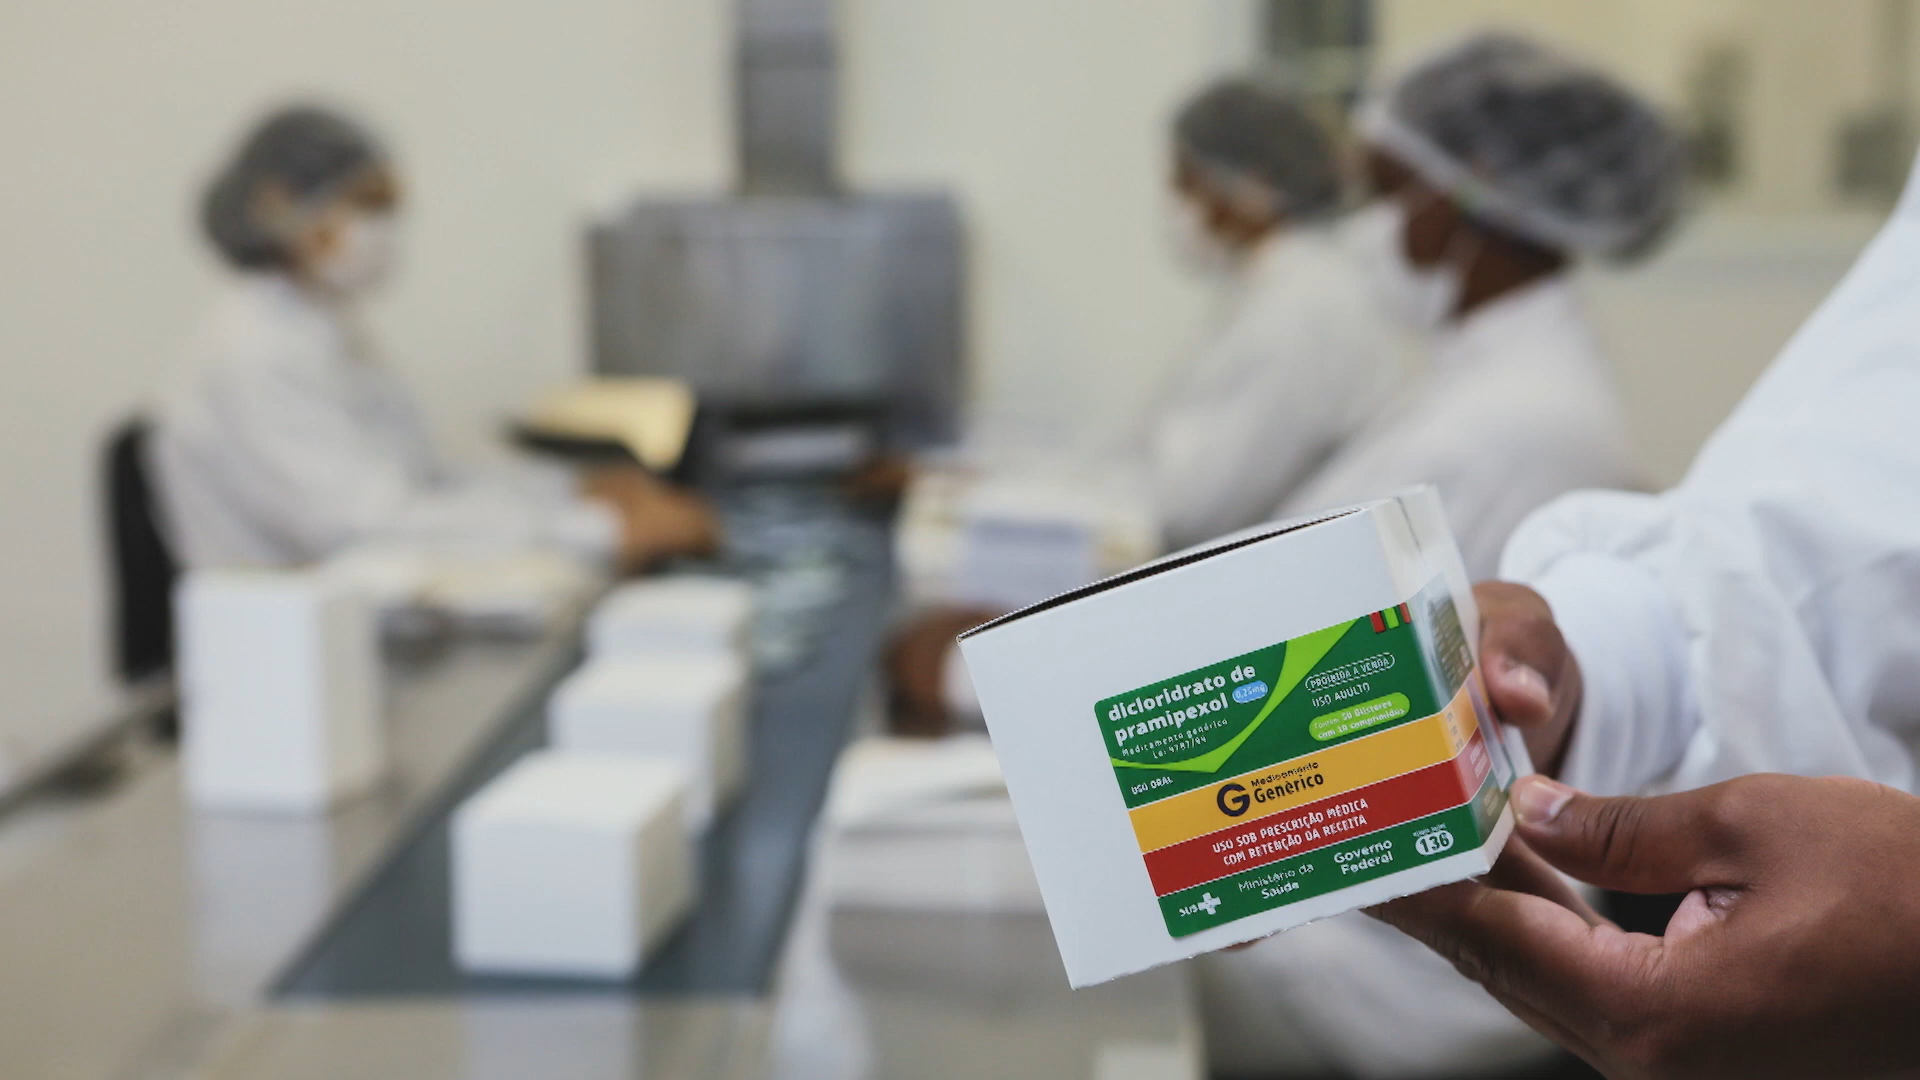 dicloridrato de
pramipexol 0,25mg
Medicamento genérico
Lei 9787/99
PROIBIDA A VENDA
USO ADULTO
Contém 50 Blísteres
com 10 comprimidos
USO ORAL
G Medicamento
Genérico
USO SOB PRESCRIÇÃO MÉDICA
COM RETENÇÃO DA RECEITA
SUS
Ministério da
Saúde
Governo
Federal
136